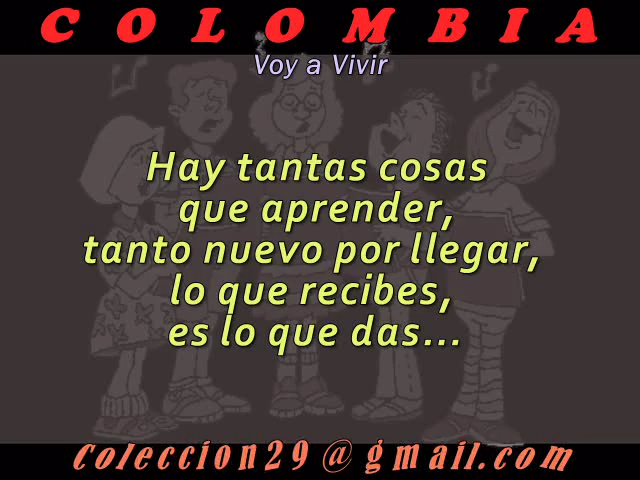 COLOMBIA
Voy a Vivir
Hay tantas cosas
que aprender,
tanto nuevo por llegar,
lo que recibes,
es lo que das...
Coleccion29@gmail.com